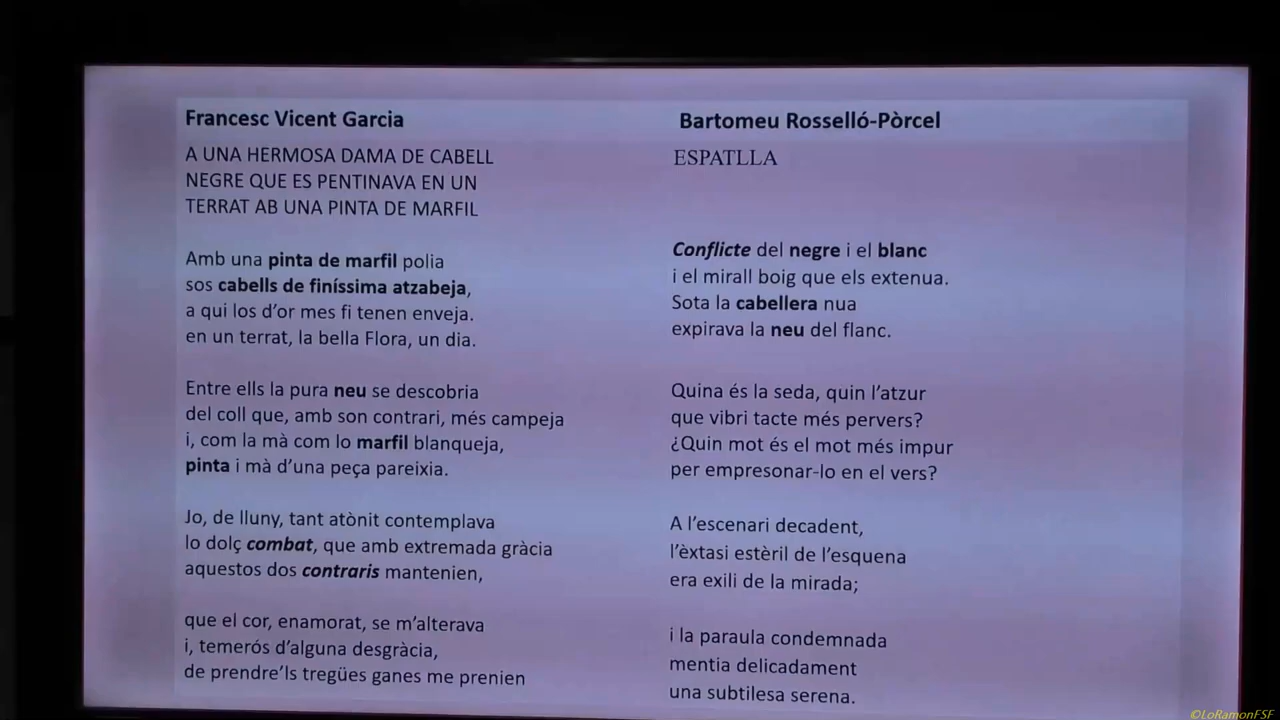 Francesc Vicent Garcia
A UNA HERMOSA DAMA DE CABELL
NEGRE QUE ES PENTINAVA EN UN
TERRAT AB UNA PINTA DE MARFIL
Amb una pinta de marfil polia
sos cabells de finíssima atzabeja,
a qui los d'or mes fi tenen enveja.
en un terrat, la bella Flora, un dia.
Entre ells la pura neu se descobria
del coll que, amb son contrari, més campeja
i, com la mà com lo marfil blanqueja,
pinta i mà d'una peça pareixia.
Jo, de lluny, tant atònit contemplava
lo dolç combat, que amb extremada gràcia
aquestos dos contraris mantenien,
que el cor, enamorat, se m'alterava
i, temerós d'alguna desgràcia,
de prendre'ls tregües ganes me prenien
Bartomeu Rosselló-Pòrcel
ESPATLLA
Conflicte del negre i el blanc
i el mirall boig que els extenua.
Sota la cabellera nua
expirava la neu del flanc.
Quina és la seda, quin l'atzur
que vibri tacte més pervers?
¿Quin mot és el mot més impur
per empresonar-lo en el vers?
A l'escenari decadent,
l'èxtasi estèril de l'esquena
era exili de la mirada;
i la paraula condemnada
mentia delicadament
una subtilesa serena.
©LoRamonFSF